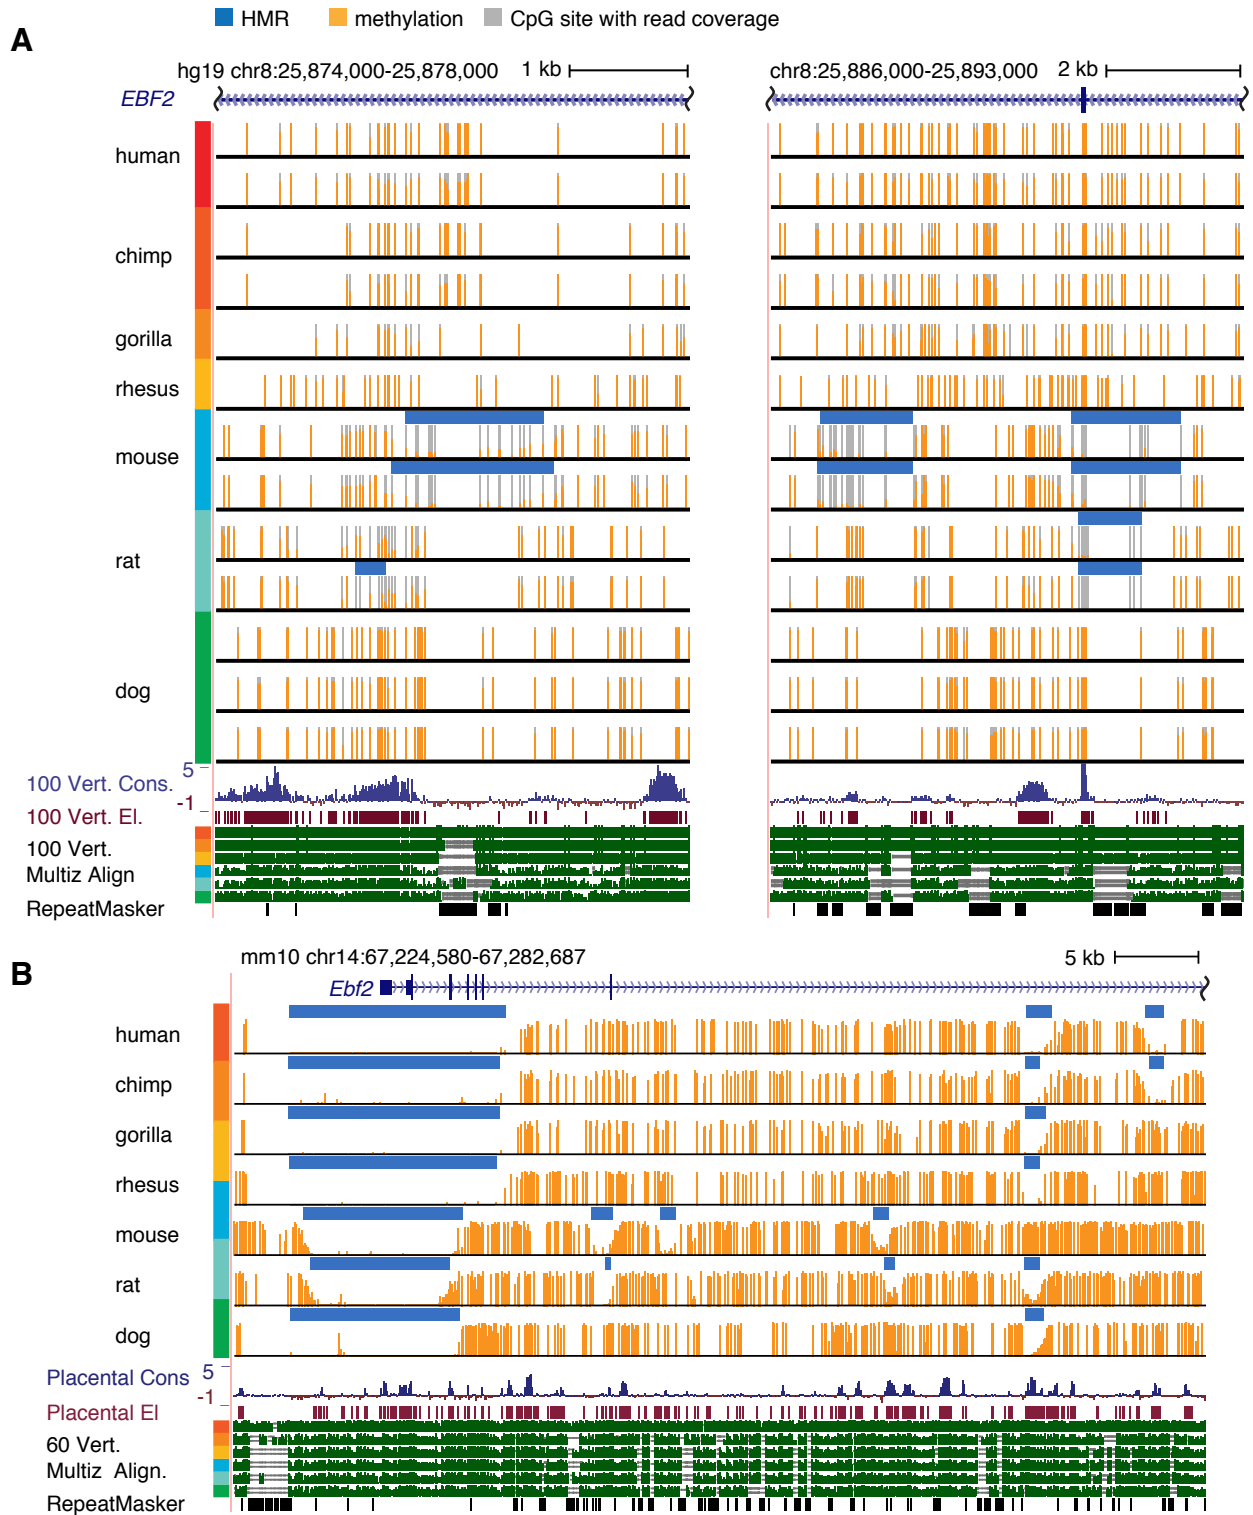 HMR methylation CpG site with read coverage
A
hg19 chr8:25,874,000-25,878,000 1 kb chr8:25,886,000-25,893,000 2 kb
EBF2
human
chimp
gorilla
rhesus
mouse
rat
dog
5
100 Vert. Cons.
-1
100 Vert. El.
100 Vert.
Multiz Align
RepeatMasker
B
mm10 chr14:67,224,580-67,282,687 5 kb
Ebf2
human
chimp
gorilla
rhesus
mouse
rat
dog
5
Placental Cons
-1
Placental El
60 Vert.
Multiz Align.
RepeatMasker